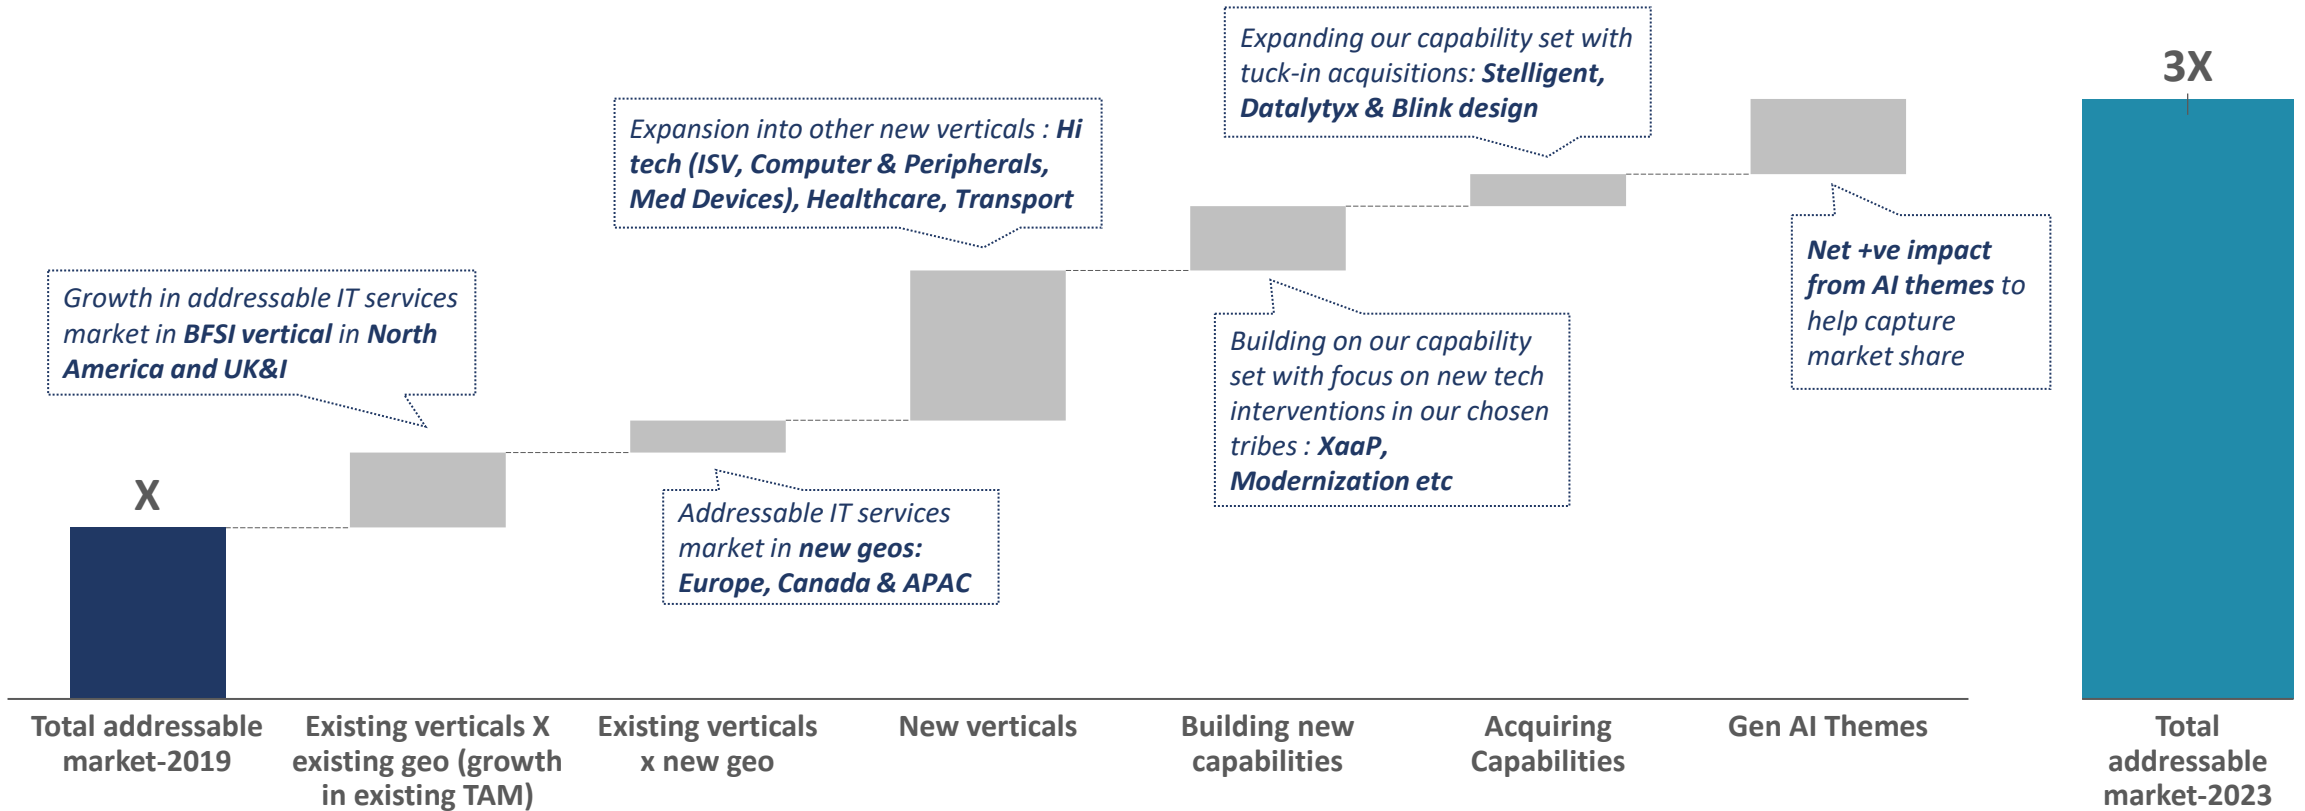 Expanding our capability set with
tuck-in acquisitions: Stelligent,
Datalytyx & Blink design
3X
Expansion into other new verticals : Hi
tech (ISV, Computer & Peripherals,
Med Devices), Healthcare, Transport
Net +ve impact
from AI themes to
help capture
market share
Growth in addressable IT services
market in BFSI vertical in North
America and UK&I
Building on our capability
set with focus on new tech
interventions in our chosen
tribes : XaaP,
Modernization etc
X
Addressable IT services
market in new geos:
Europe, Canada & APAC
Total addressable
market-2019
Existing verticals X
existing geo (growth
in existing TAM)
Existing verticals
x new geo
New verticals
Building new
capabilities
Acquiring
Capabilities
Gen AI Themes
Total
addressable
market-2023